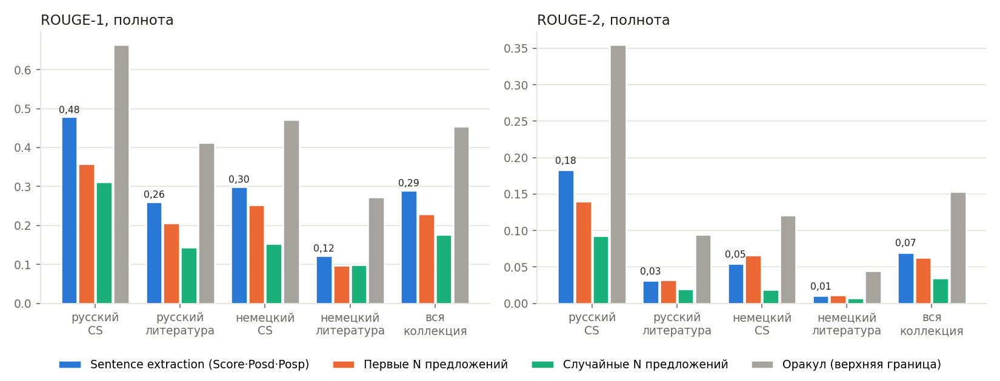 ROUGE-1, полнота
0.6
0.5
0.4
0.3
0.2
0.1
0.0
0,48
0,26
0,30
0,12
0,29
русский
CS
русский
литература
немецкий
CS
немецкий
литература
вся
коллекция
ROUGE-2, полнота
0.35
0.30
0.25
0.20
0.15
0.10
0.05
0.00
0,18
0,03
0,05
0,01
0,07
русский
CS
русский
литература
немецкий
CS
немецкий
литература
вся
коллекция
Sentence extraction (Score·Posd·Posp)
Первые N предложений
Случайные N предложений
Оракул (верхняя граница)